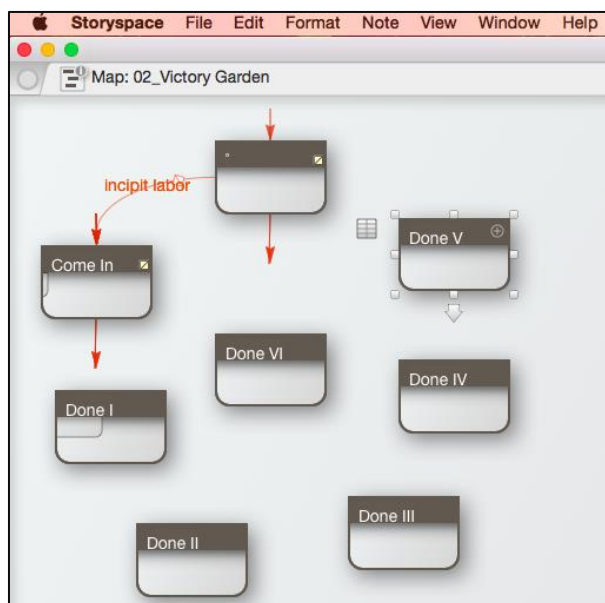 Storyspace File Edit Format Note View Window Help
Map: 02_Victory Garden
incipit labor
Done V
Come In
Done VI
Done IV
Done I
Done III
Done II